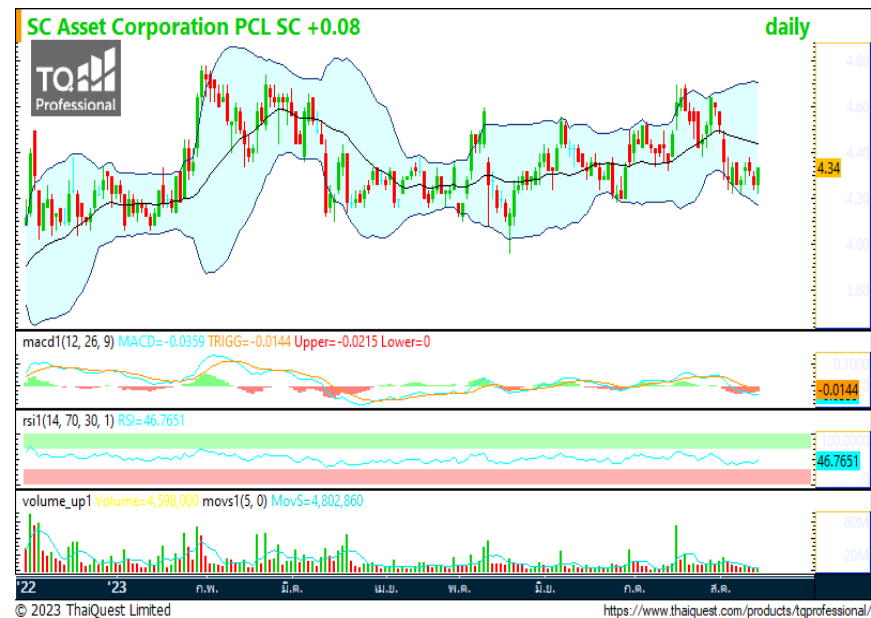 SC Asset Corporation PCL SC +0.08 daily
TQ
Professional
4.80
4.60
4.40
4.34
4.20
4.00
3.80
macd1(12, 26, 9) MACD=-0.0359 TRIGG=-0.0144 Upper=-0.0215 Lower=0
0.1000
-0.0144
rsi1(14, 70, 30, 1) RSI=46.7651
100.0000
46.7651
volume_up1 Volume=4,598,000 movs1(5, 0) MovS=4,802,860
60M
20M
'22 '23 ก.พ. มี.ค. เม.ย. พ.ค. มิ.ย. ก.ค. ส.ค.
© 2023 ThaiQuest Limited https://www.thaiquest.com/products/tqprofessional/